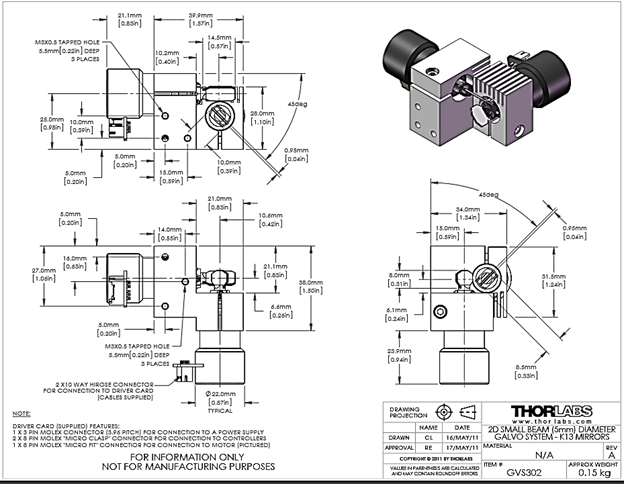 21.1mm
[0.83in]
39.9mm
[1.57in]
M3X0.5 TAPPED HOLE
5.5mm[0.22in] DEEP
3 PLACES
14.5mm
[0.57in]
10.2mm
[0.40in]
45deg
25.0mm
[0.98in]
10.0mm
[0.39in]
28.0mm
[1.10in]
5.0mm
[0.20in]
5.0mm
[0.20in]
15.0mm
[0.59in]
10.0mm
[0.39in]
0.95mm
[0.04in]
21.0mm
[0.83in]
5.0mm
[0.20in]
14.0mm
[0.55in]
10.6mm
[0.42in]
27.0mm
[1.06in]
16.0mm
[0.63in]
21.1mm
[0.83in]
38.0mm
[1.50in]
6.6mm
[0.26in]
5.0mm
[0.20in]
M3X0.5 TAPPED HOLE
5.5mm[0.22in] DEEP
3 PLACES
2 X10 WAY HIROSE CONNECTOR
FOR CONNECTION TO DRIVER CARD
(CABLES SUPPLIED)
Ø22.0mm
[0.87in]
TYPICAL
45deg
34.0mm
[1.34in]
15.0mm
[0.59in]
0.95mm
[0.04in]
8.0mm
[0.31in]
6.1mm
[0.24in]
31.5mm
[1.24in]
23.9mm
[0.94in]
8.5mm
[0.33in]
NOTE:
DRIVER CARD (SUPPLIED) FEATURES:
1 X 3 PIN MOLEX CONNECTOR (3.96 PITCH) FOR CONNECTION TO A POWER SUPPLY
2 X 8 PIN MOLEX "MICRO CLASP" CONNECTOR FOR CONNECTION TO CONTROLLERS
1 X 8 PIN MOLEX "MICRO FIT" CONNECTOR FOR CONNECTION TO MOTOR (PICTURED)
FOR INFORMATION ONLY
NOT FOR MANUFACTURING PURPOSES
DRAWING
PROJECTION
THORLABS
www.thorlabs.com
NAME DATE
2D SMALL BEAM (5mm) DIAMETER
GALVO SYSTEM - K13 MIRRORS
DRAWN CL 16/MAY/11
APPROVAL RE 17/MAY/11
MATERIAL
N/A
REV
A
COPYRIGHT © 2011 BY THORLABS
VALUES IN PARENTHESIS ARE CALCULATED
AND MAY CONTAIN ROUNDOFF ERRORS
ITEM #
GVS302
APPROX WEIGHT
0.15 kg